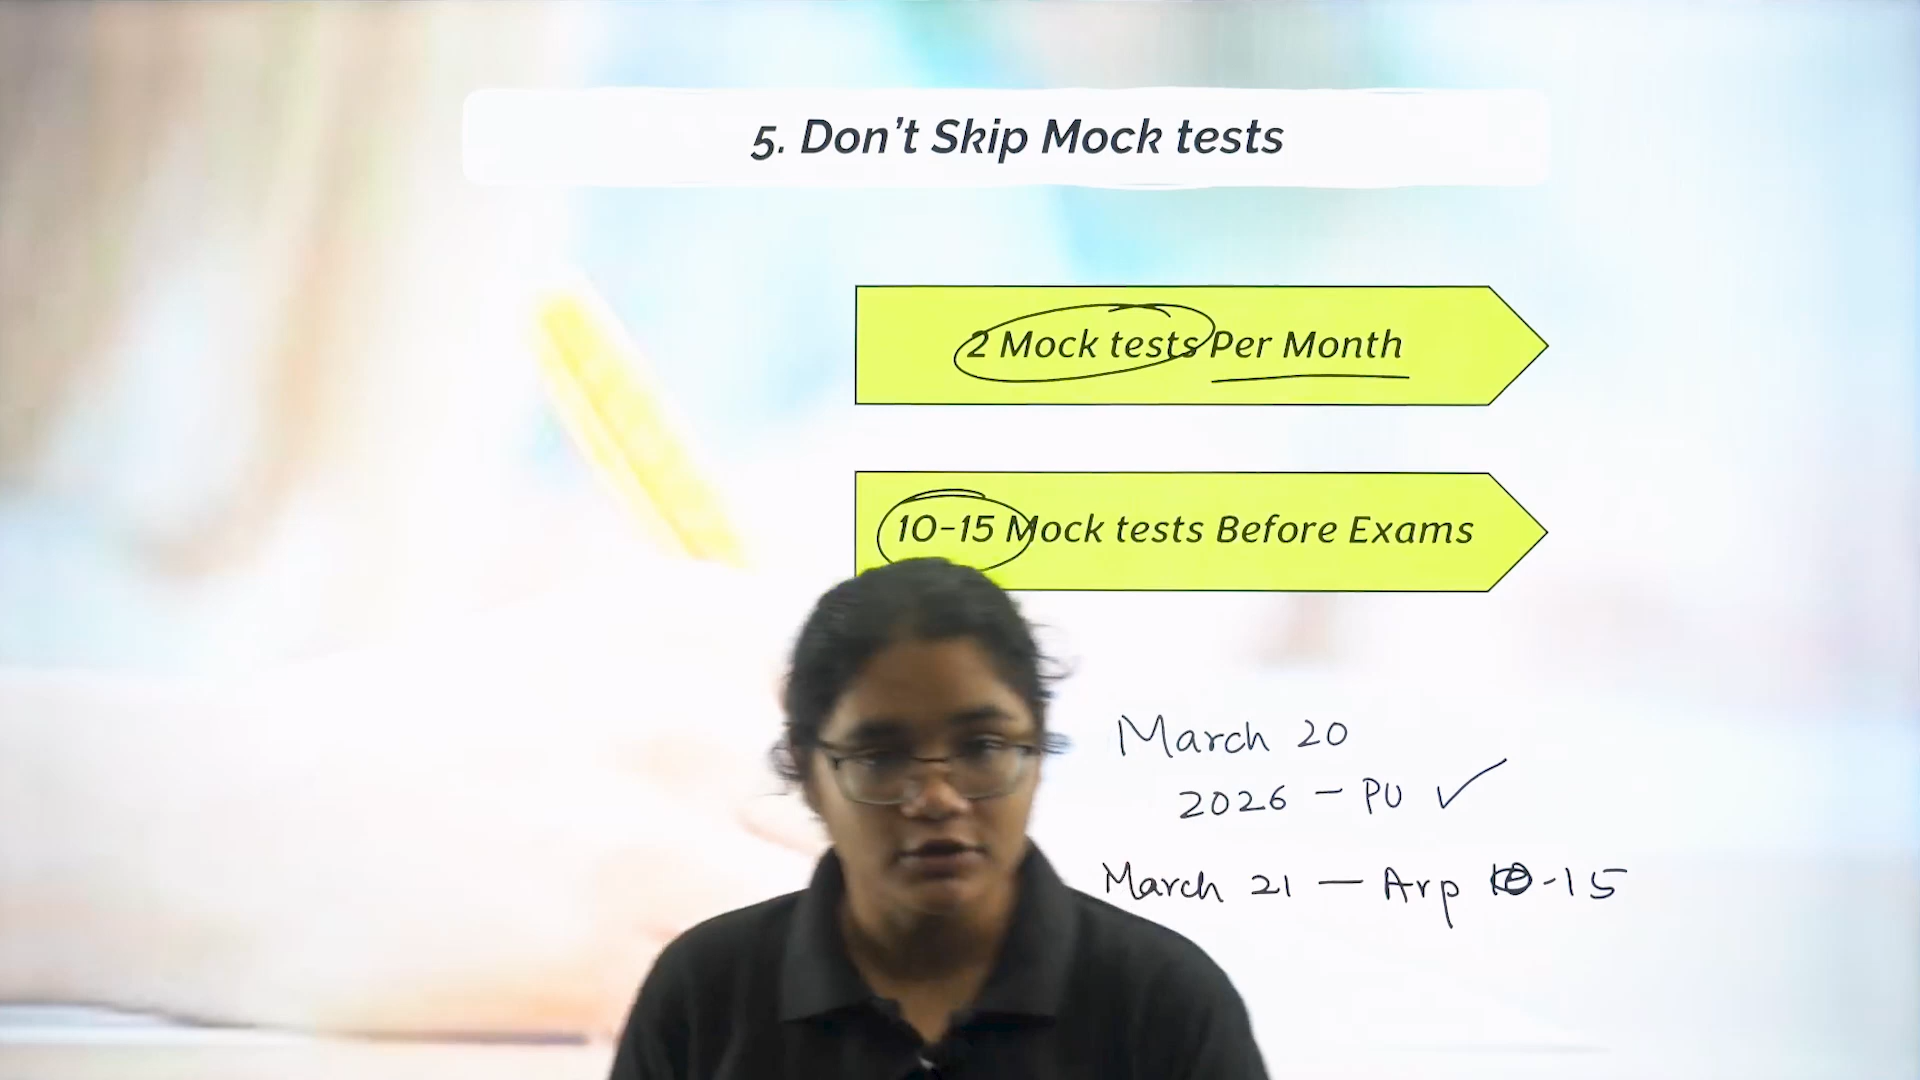 5. Don't Skip Mock tests
2 Mock tests Per Month
10-15 Mock tests Before Exams
March 20
2026 - PU ✓
March 21 - Arp 10-15